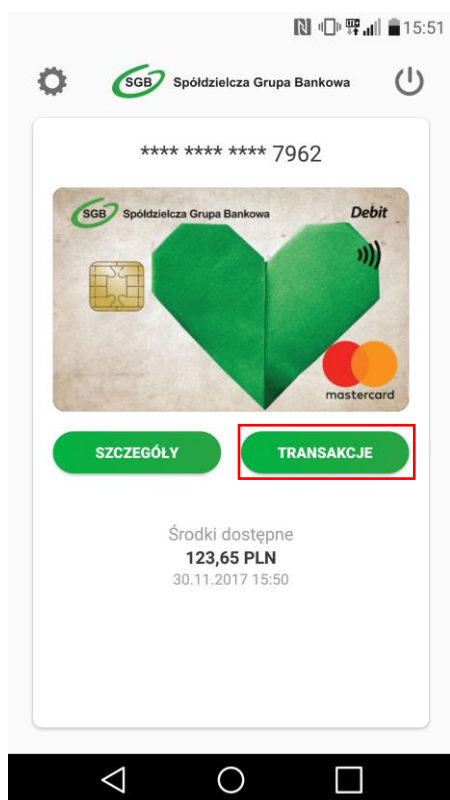 15:51
SGB Spółdzielcza Grupa Bankowa
**** **** **** 7962
SGB Spółdzielcza Grupa Bankowa Debit
mastercard
SZCZEGÓŁY TRANSAKCJE
Środki dostępne
123,65 PLN
30.11.2017 15:50